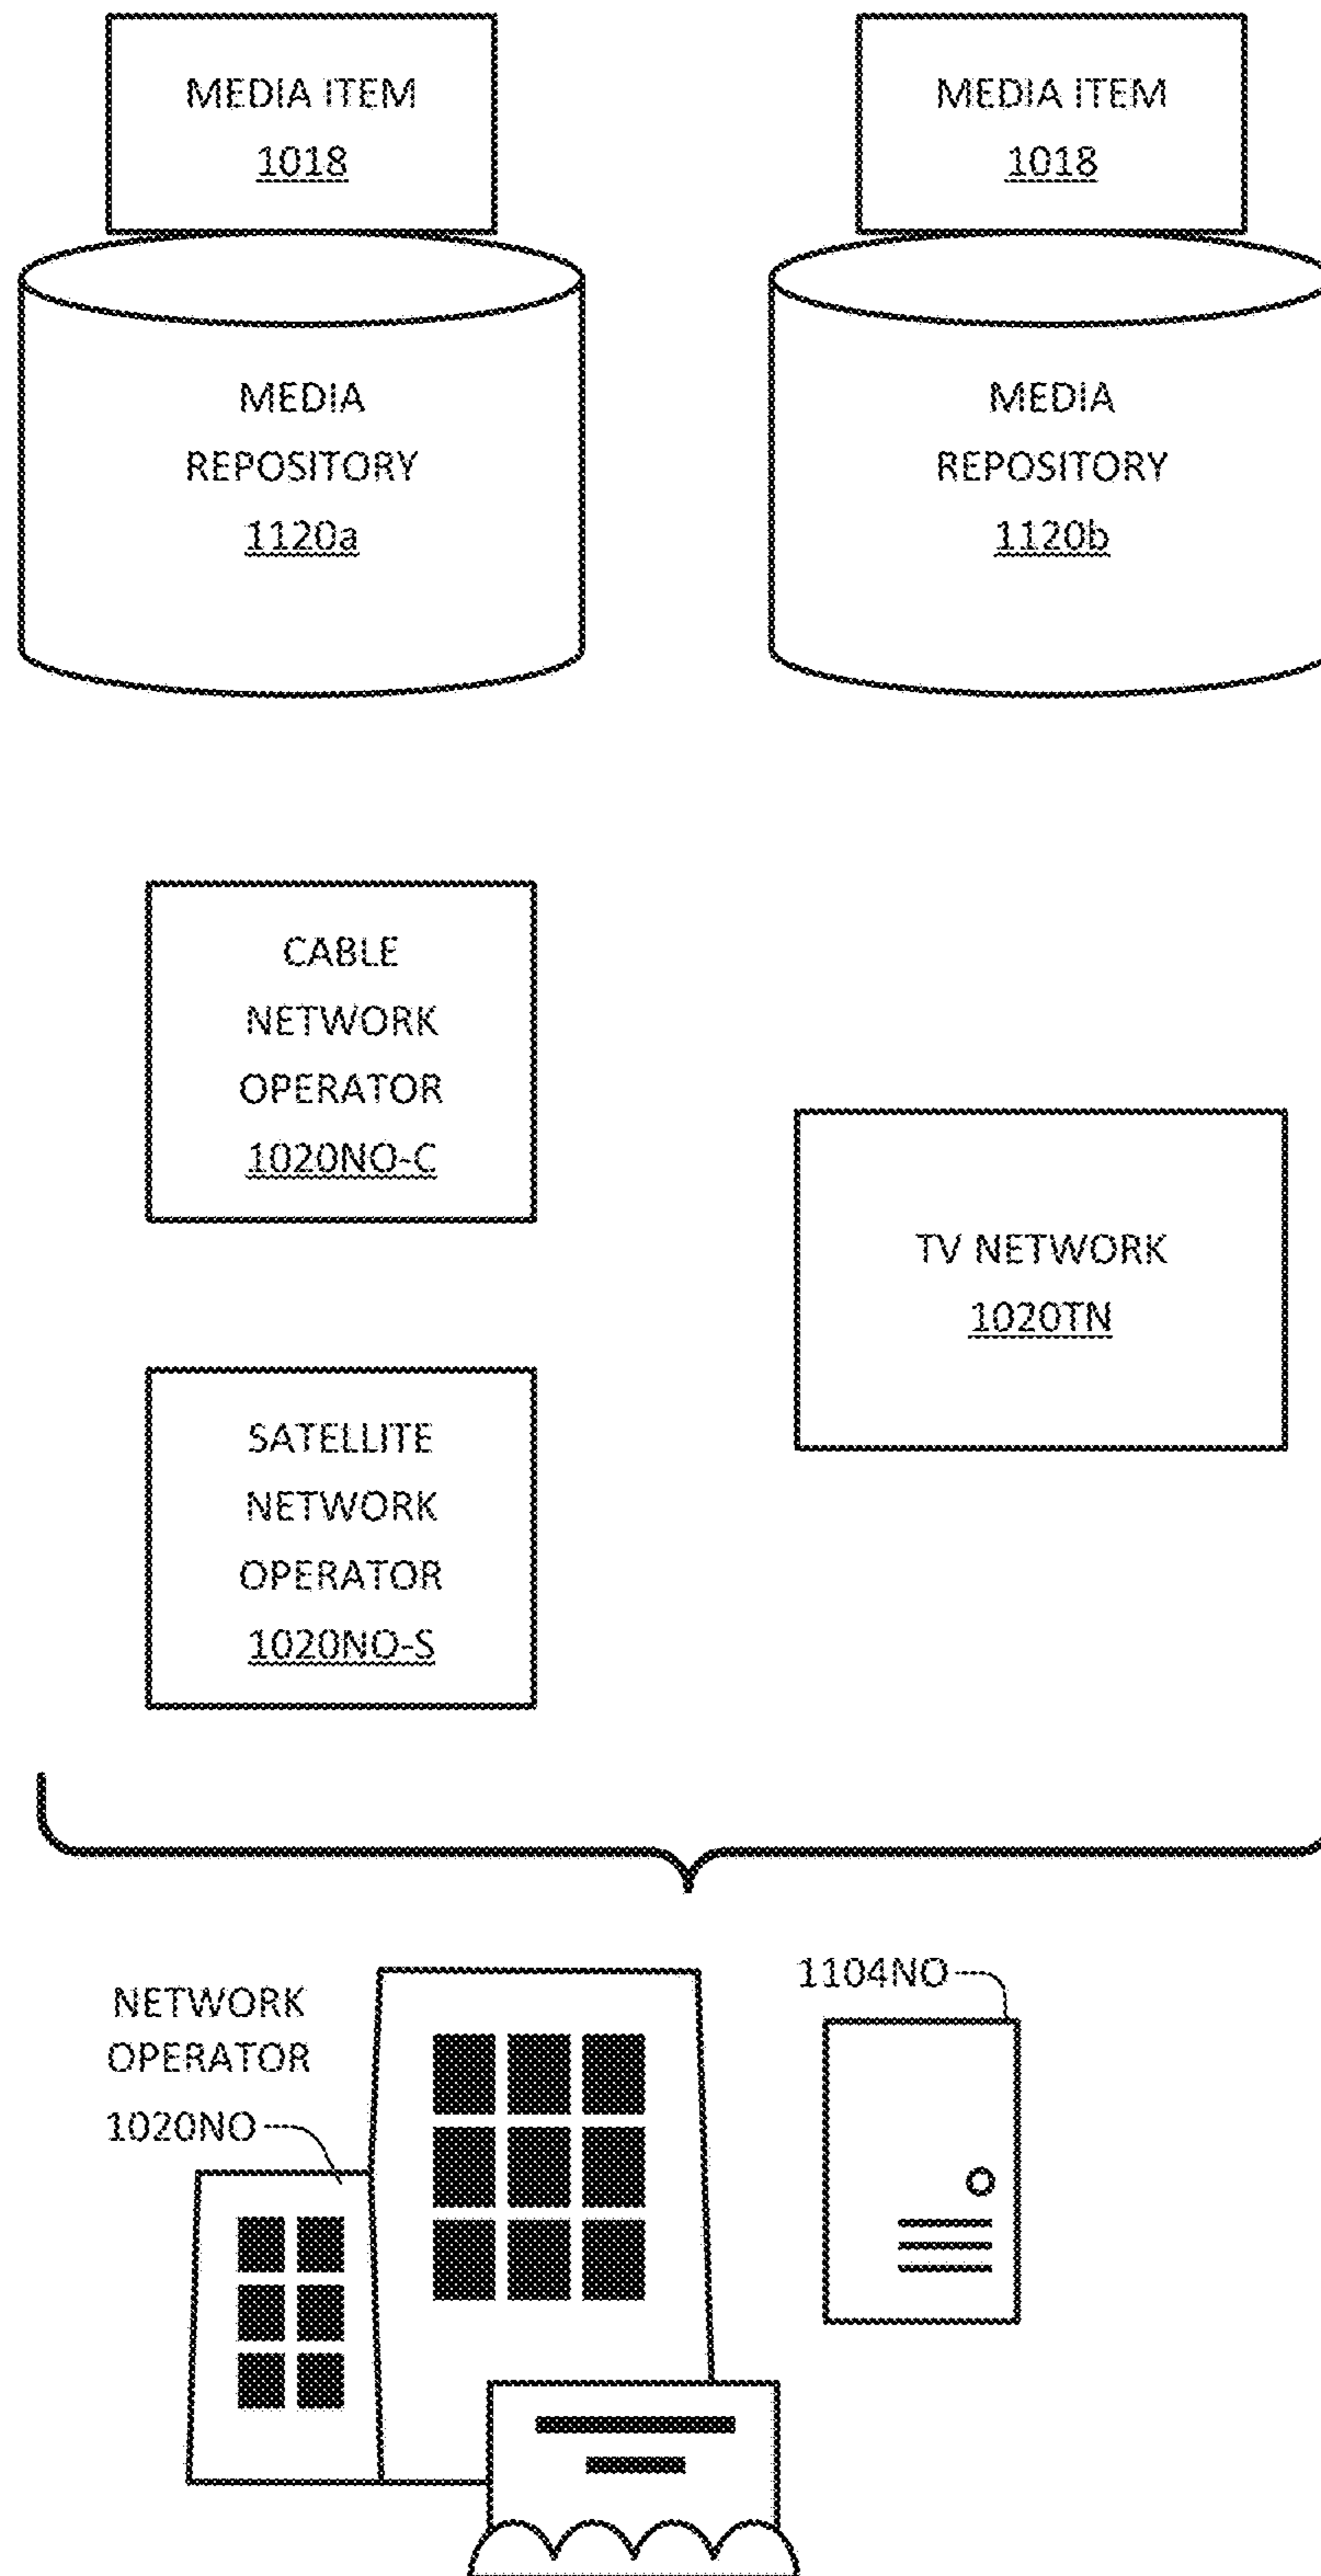 MEDIA ITEM
1018
MEDIA ITEM
1018
MEDIA
REPOSITORY
1120a
MEDIA
REPOSITORY
1120b
CABLE
NETWORK
OPERATOR
1020NO-C
TV NETWORK
1020TN
SATELLITE
NETWORK
OPERATOR
1020NO-S
NETWORK
OPERATOR
1020NO
1104NO